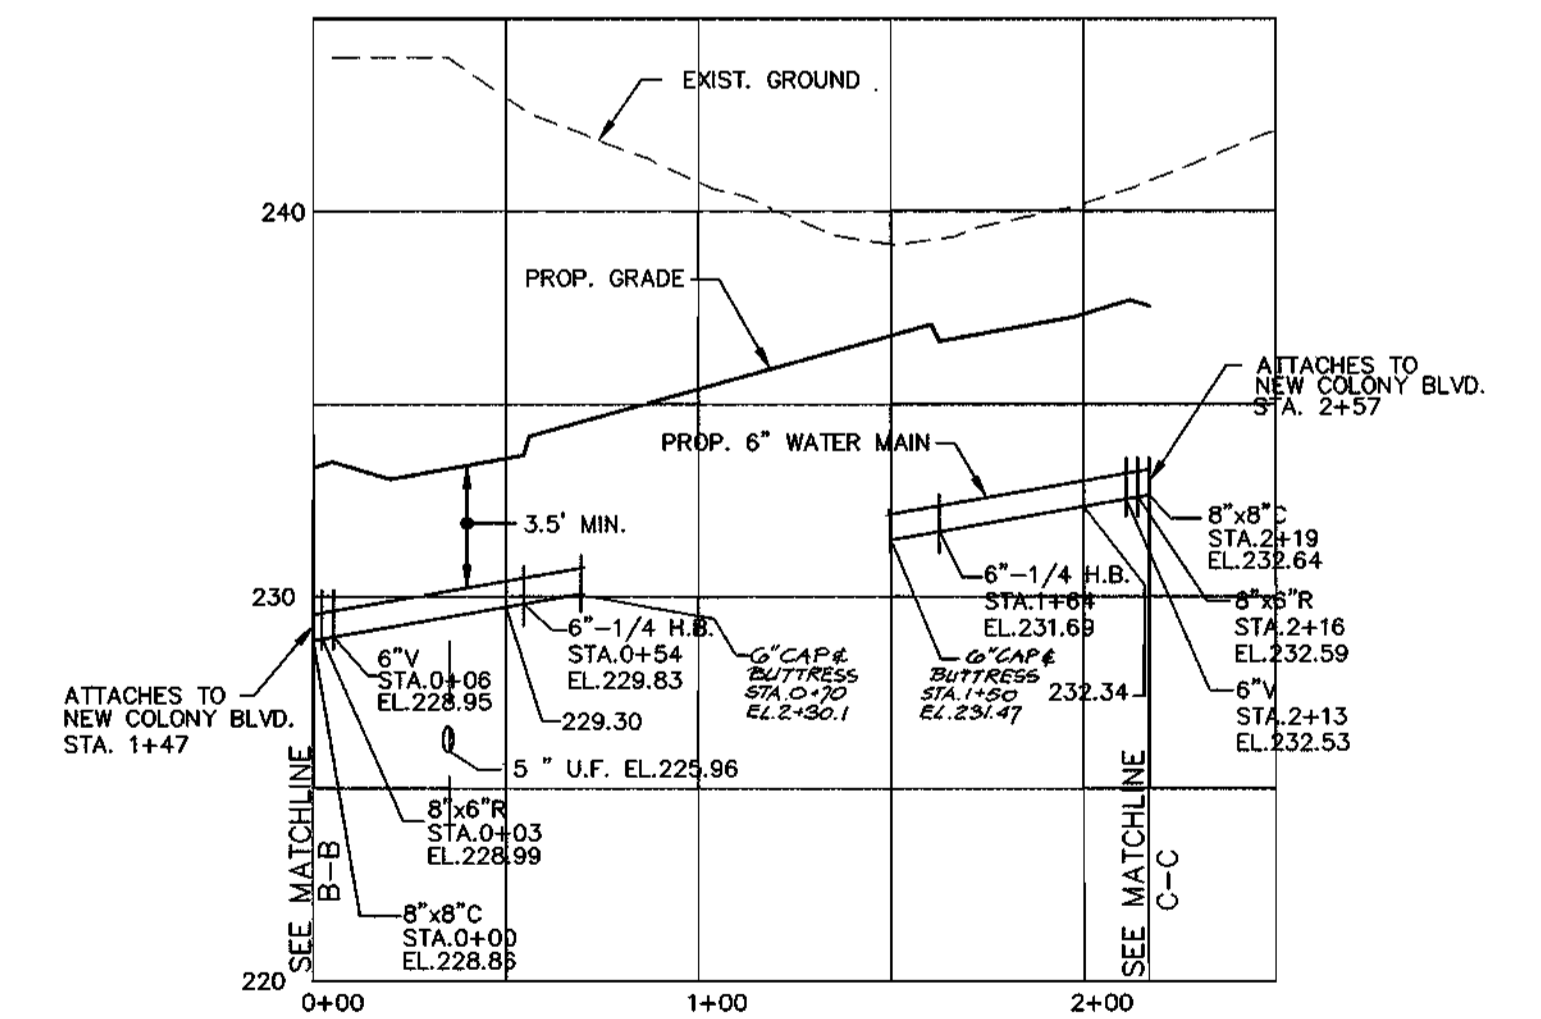 EXIST. GROUND
240
PROP. GRADE
ATTACHES TO
NEW COLONY BLVD.
STA. 2+57
PROP. 6" WATER MAIN
3.5' MIN.
8"x8"C
STA.2+19
EL.232.64
230
6"-1/4 H.B.
STA.1+64
EL.231.69
8"x6"R
STA.2+16
EL.232.59
6"-1/4 H.B.
STA.0+54
EL.229.83
6"CAP &
BUTTRESS
STA.0+70
EL.2+30.1
6"CAP &
BUTTRESS
STA.1+50
EL.231.47
232.34
6"V
STA.0+06
EL.228.95
6"V
STA.2+13
EL.232.53
ATTACHES TO
NEW COLONY BLVD.
STA. 1+47
229.30
5 " U.F. EL.225.96
8"x6"R
STA.0+03
EL.228.99
8"x8"C
STA.0+00
EL.228.86
SEE MATCHLINE
B-B
SEE MATCHLINE
C-C
220
0+00
1+00
2+00